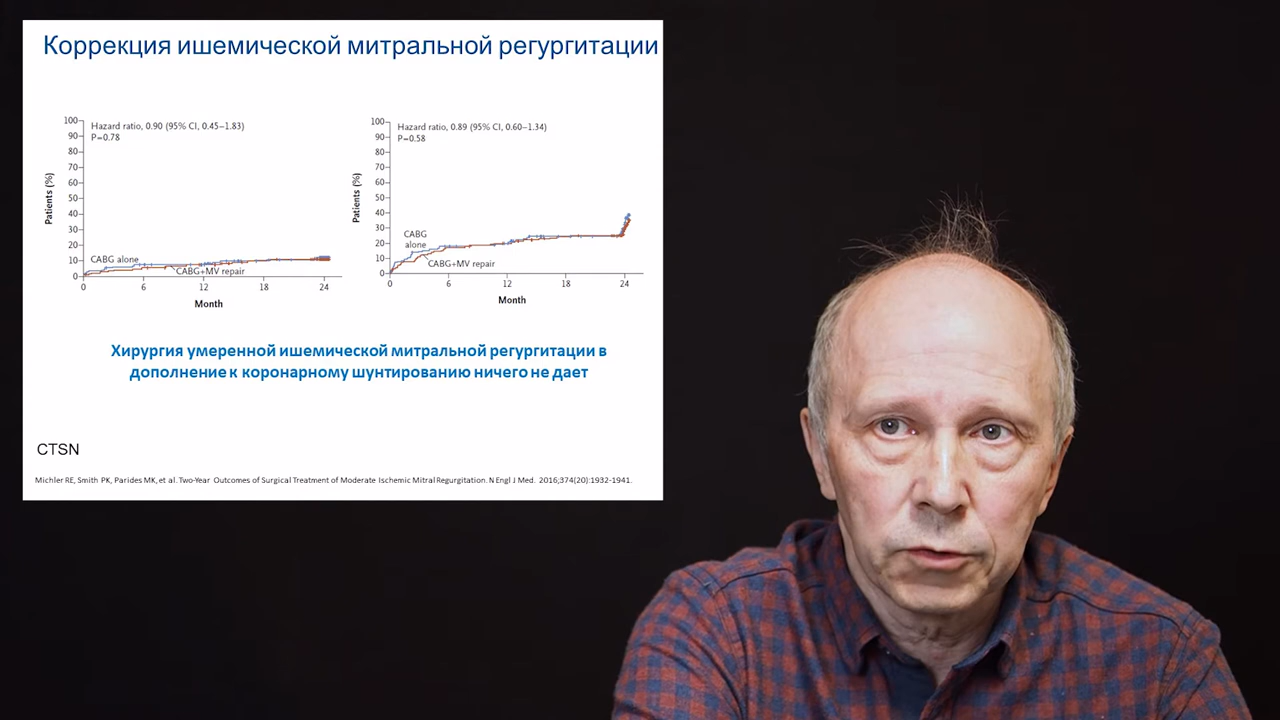 Коррекция ишемической митральной регургитации
Hazard ratio, 0.90 (95% CI, 0.45–1.83)
P=0.78
Patients (%)
100
90
80
70
60
50
40
30
20
10
0
CABG alone
CABG+MV repair
0 6 12 18 24
Month
Hazard ratio, 0.89 (95% CI, 0.60–1.34)
P=0.58
Patients (%)
100
90
80
70
60
50
40
30
20
10
0
CABG
alone
CABG+MV repair
0 6 12 18 24
Month
Хирургия умеренной ишемической митральной регургитации в
дополнение к коронарному шунтированию ничего не дает
CTSN
Michler RE, Smith PK, Parides MK, et al. Two-Year Outcomes of Surgical Treatment of Moderate Ischemic Mitral Regurgitation. N Engl J Med. 2016;374(20):1932-1941.